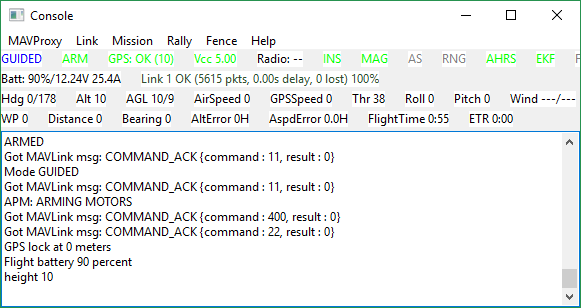 Console
MAVProxy Link Mission Rally Fence Help
GUIDED ARM GPS: OK (10) Vcc 5.00 Radio: -- INS MAG AS RNG AHRS EKF
Batt: 90%/12.24V 25.4A Link 1 OK (5615 pkts, 0.00s delay, 0 lost) 100%
Hdg 0/178 Alt 10 AGL 10/9 AirSpeed 0 GPSSpeed 0 Thr 38 Roll 0 Pitch 0 Wind ---/---
WP 0 Distance 0 Bearing 0 AltError 0H AspdError 0.0H FlightTime 0:55 ETR 0:00
ARMED
Got MAVLink msg: COMMAND_ACK {command : 11, result : 0}
Mode GUIDED
Got MAVLink msg: COMMAND_ACK {command : 11, result : 0}
APM: ARMING MOTORS
Got MAVLink msg: COMMAND_ACK {command : 400, result : 0}
Got MAVLink msg: COMMAND_ACK {command : 22, result : 0}
GPS lock at 0 meters
Flight battery 90 percent
height 10